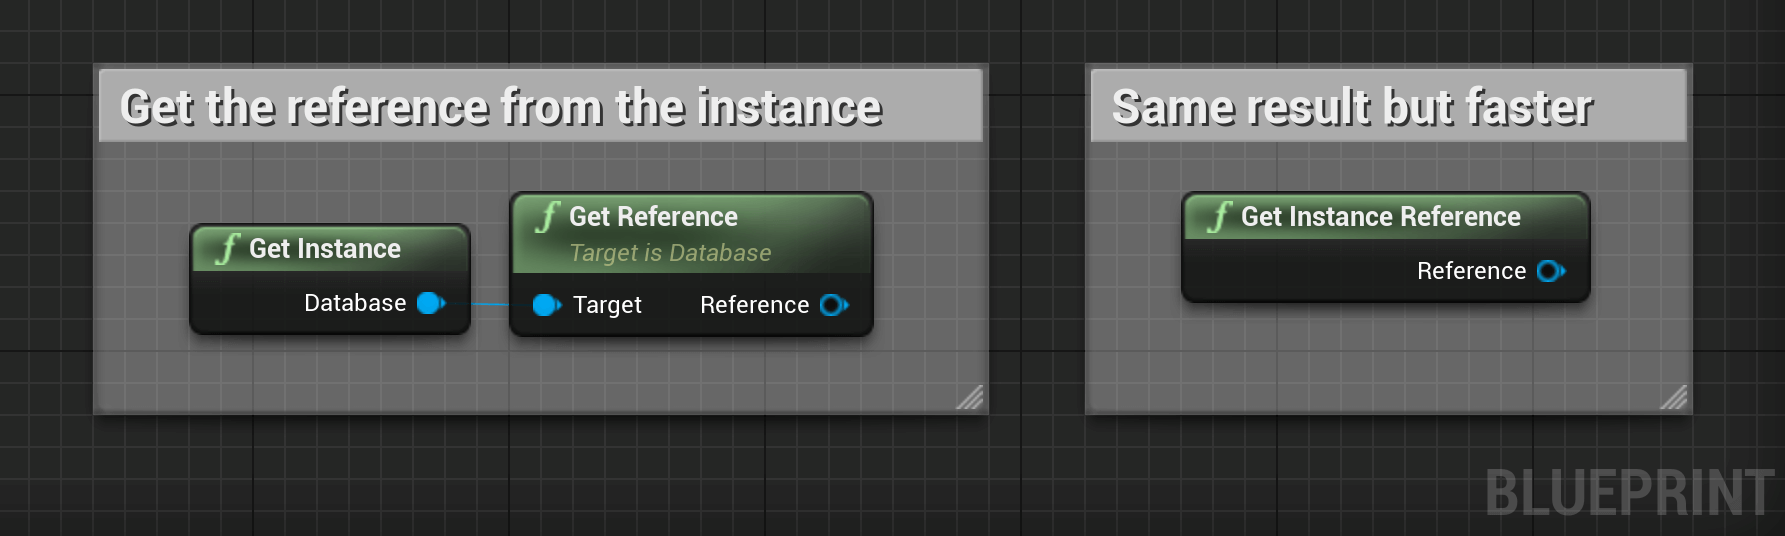 Get the reference from the instance
Get Instance
Database
Get Reference
Target is Database
Target Reference
Same result but faster
Get Instance Reference
Reference
BLUEPRINT